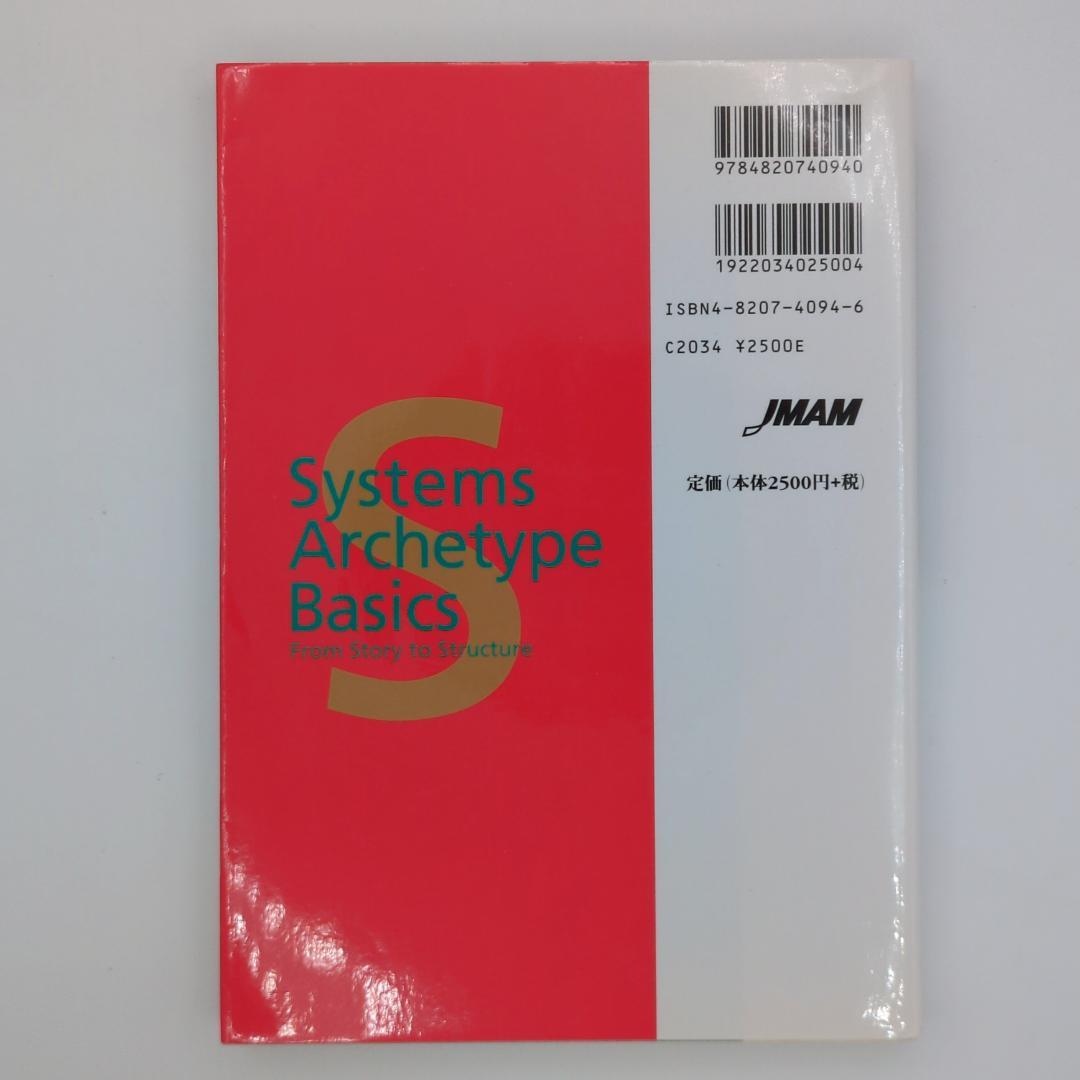 9784820740940
1922034025004
ISBN4-8207-4094-6
C2034 ¥2500E
JMAM
定価(本体2500円+税)
S
Systems
Archetype
Basics
From Story to Structure